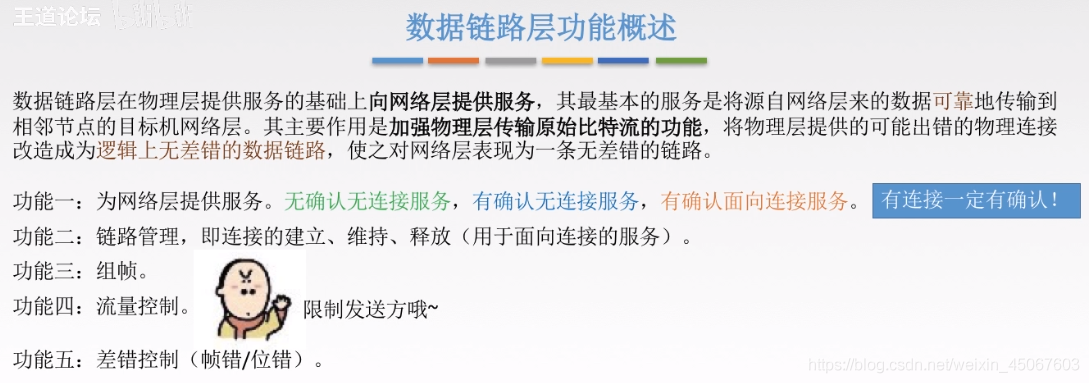 王道论坛
数据链路层功能概述
数据链路层在物理层提供服务的基础上向网络层提供服务，其最基本的服务是将源自网络层来的数据可靠地传输到
相邻节点的目标机网络层。其主要作用是加强物理层传输原始比特流的功能，将物理层提供的可能出错的物理连接
改造成为逻辑上无差错的数据链路，使之对网络层表现为一条无差错的链路。
功能一：为网络层提供服务。无确认无连接服务，有确认无连接服务，有确认面向连接服务。
有连接一定有确认！
功能二：链路管理，即连接的建立、维持、释放（用于面向连接的服务）。
功能三：组帧。
功能四：流量控制。
限制发送方哦~
功能五：差错控制（帧错/位错）。
https://blog.csdn.net/weixin_45067603